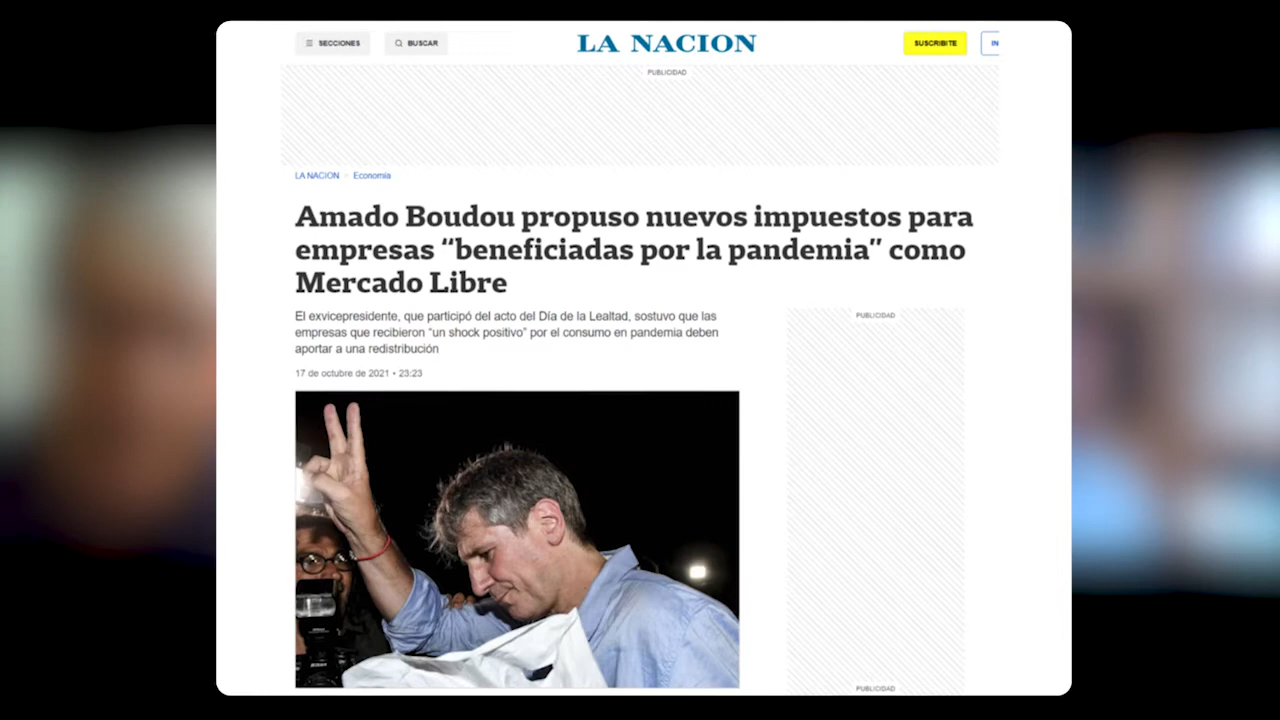 SECCIONES
BUSCAR
LA NACION
SUSCRIBITE
IN
PUBLICIDAD
LA NACION
Economía
Amado Boudou propuso nuevos impuestos para
empresas “beneficiadas por la pandemia” como
Mercado Libre
El exvicepresidente, que participó del acto del Día de la Lealtad, sostuvo que las
empresas que recibieron “un shock positivo” por el consumo en pandemia deben
aportar a una redistribución
17 de octubre de 2021 • 23:23
PUBLICIDAD
Nikon
PUBLICIDAD